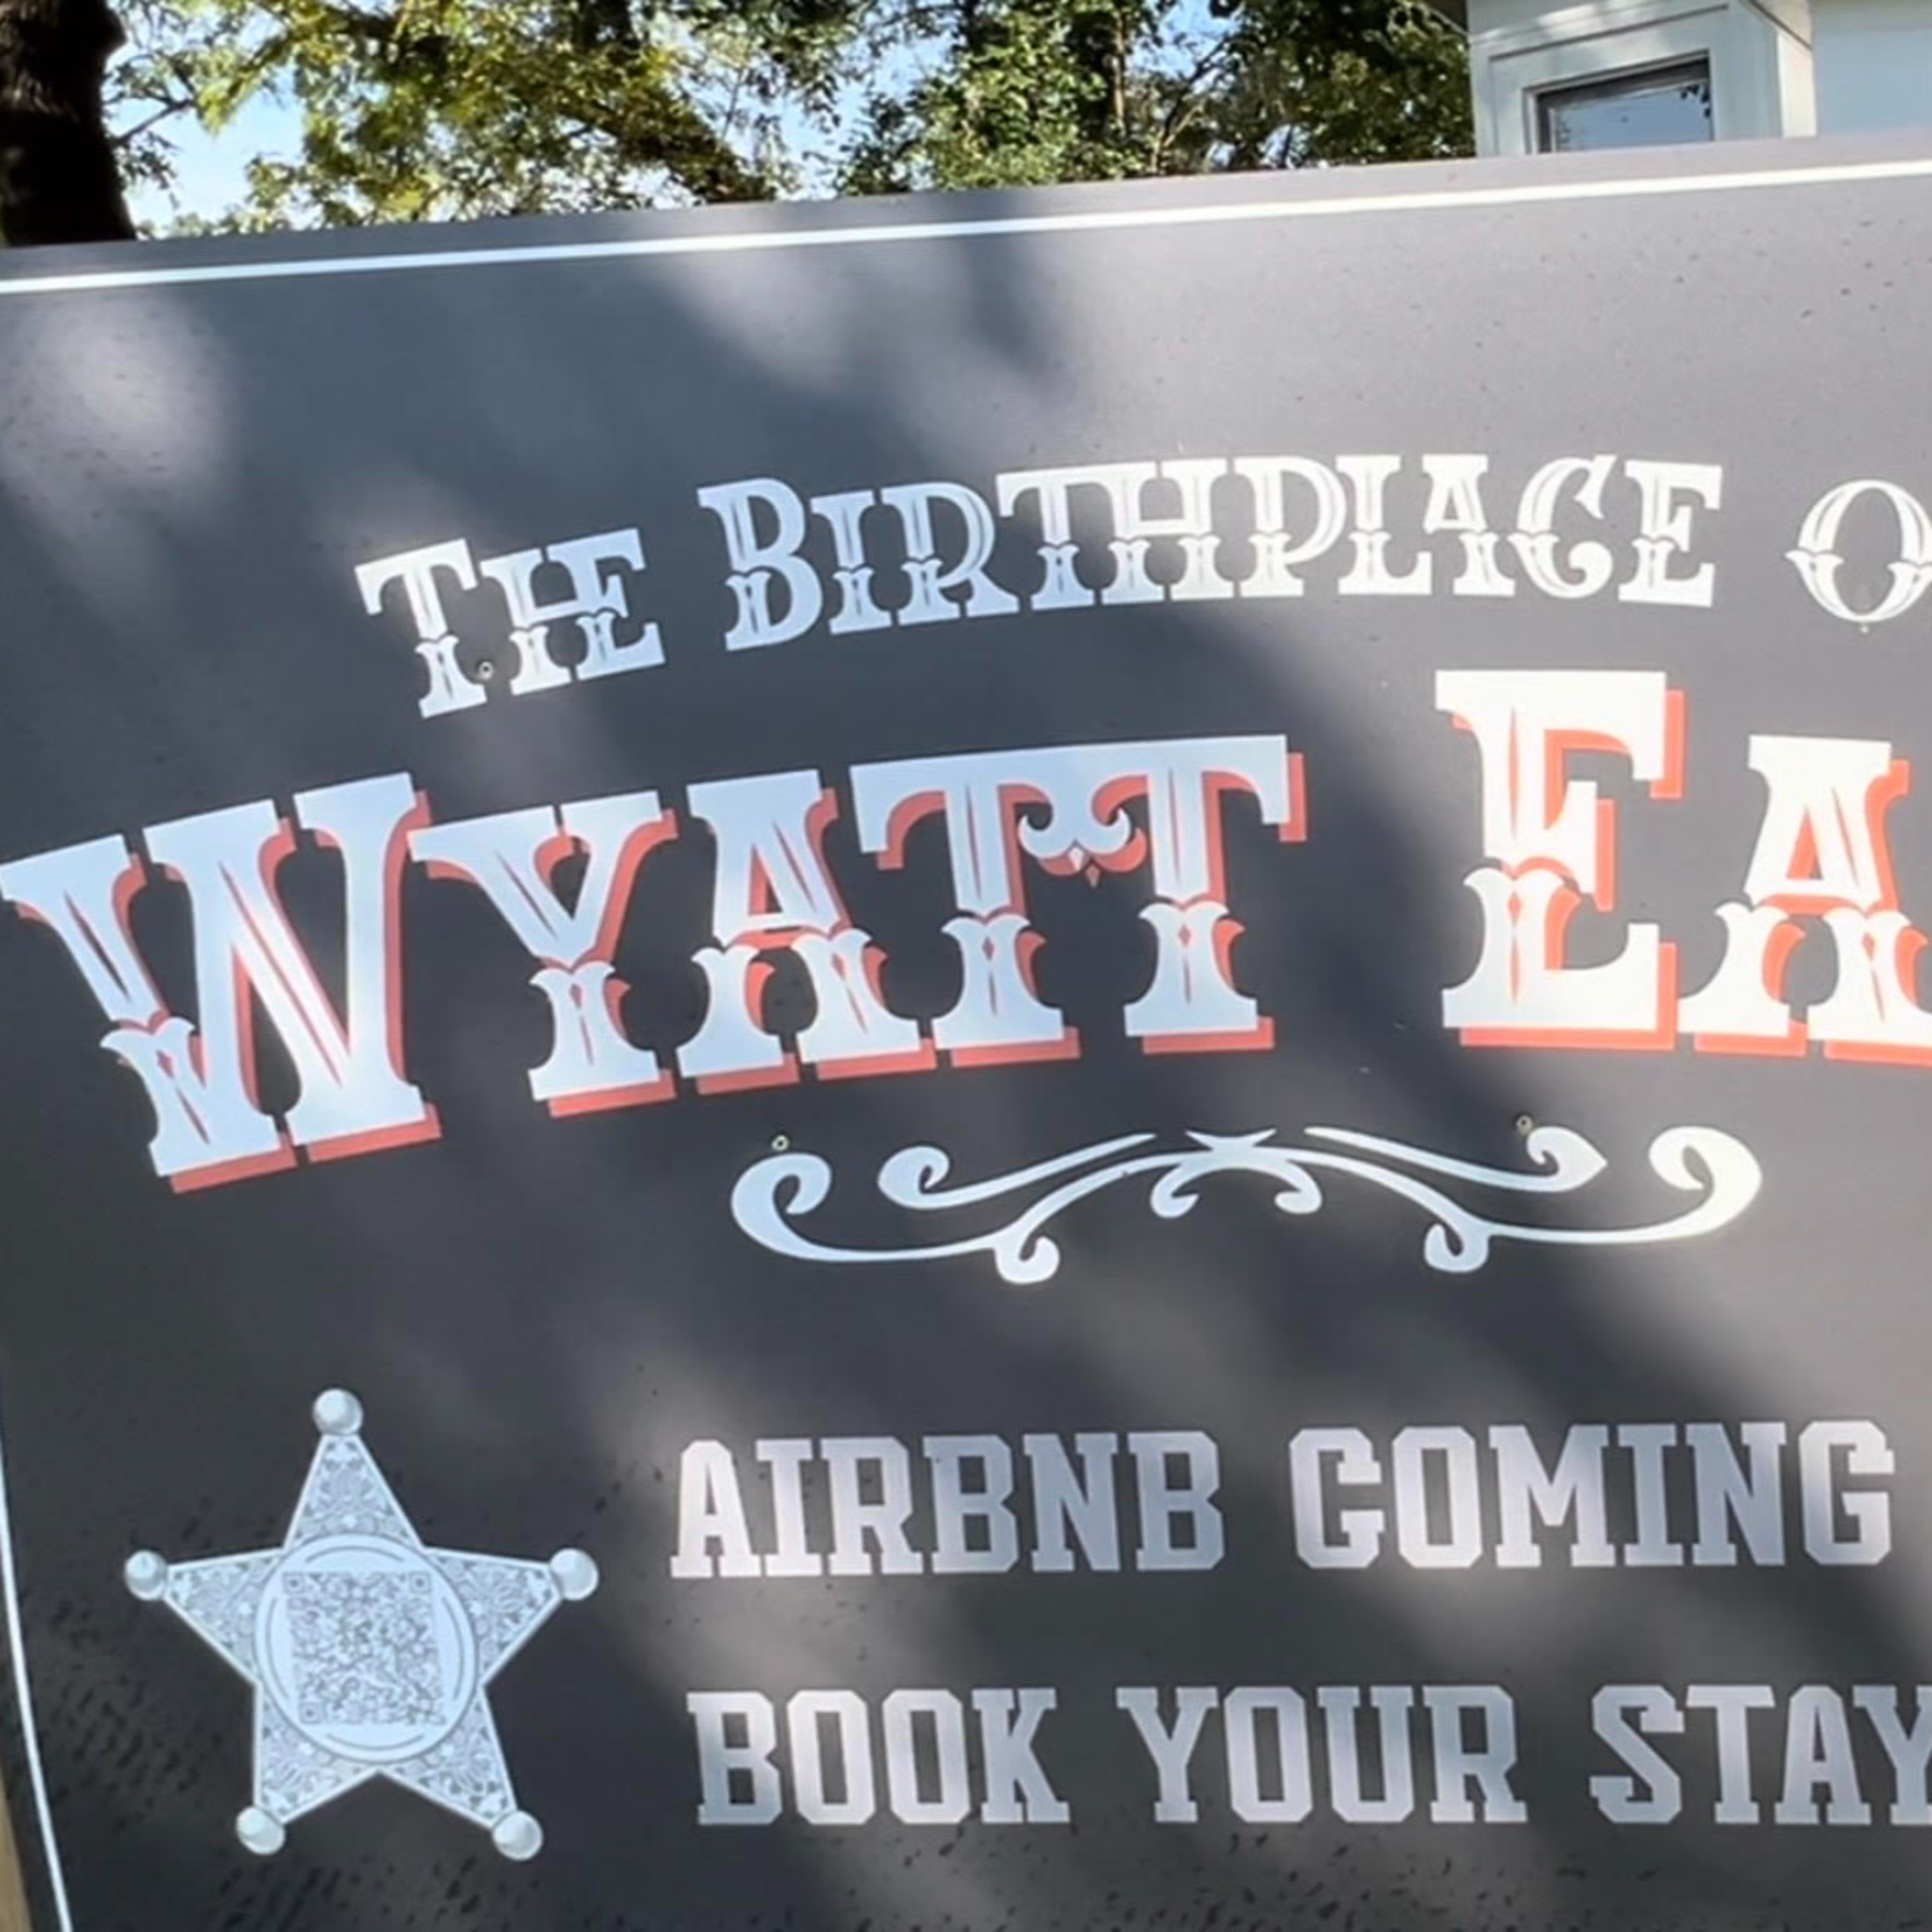 THE BIRTHPLACE O
WYATT EA
AIRBNB COMING
BOOK YOUR STAY